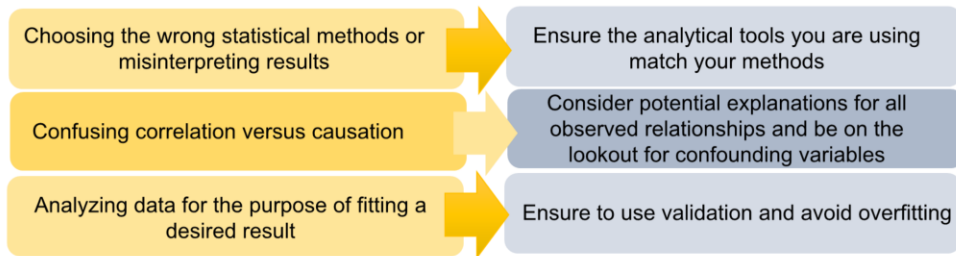 Choosing the wrong statistical methods or
misinterpreting results
Ensure the analytical tools you are using
match your methods
Confusing correlation versus causation
Consider potential explanations for all
observed relationships and be on the
lookout for confounding variables
Analyzing data for the purpose of fitting a
desired result
Ensure to use validation and avoid overfitting